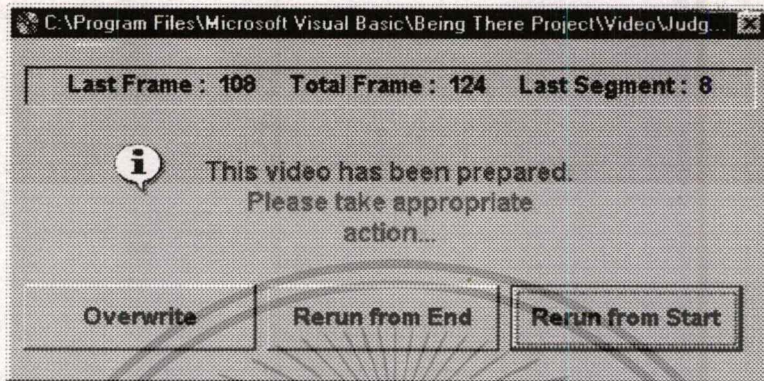 C:\Program Files\Microsoft Visual Basic\Being There Project\Video\Judg...
Last Frame : 108 Total Frame : 124 Last Segment : 8
This video has been prepared.
Please take appropriate
action...
Overwrite Rerun from End Rerun from Start